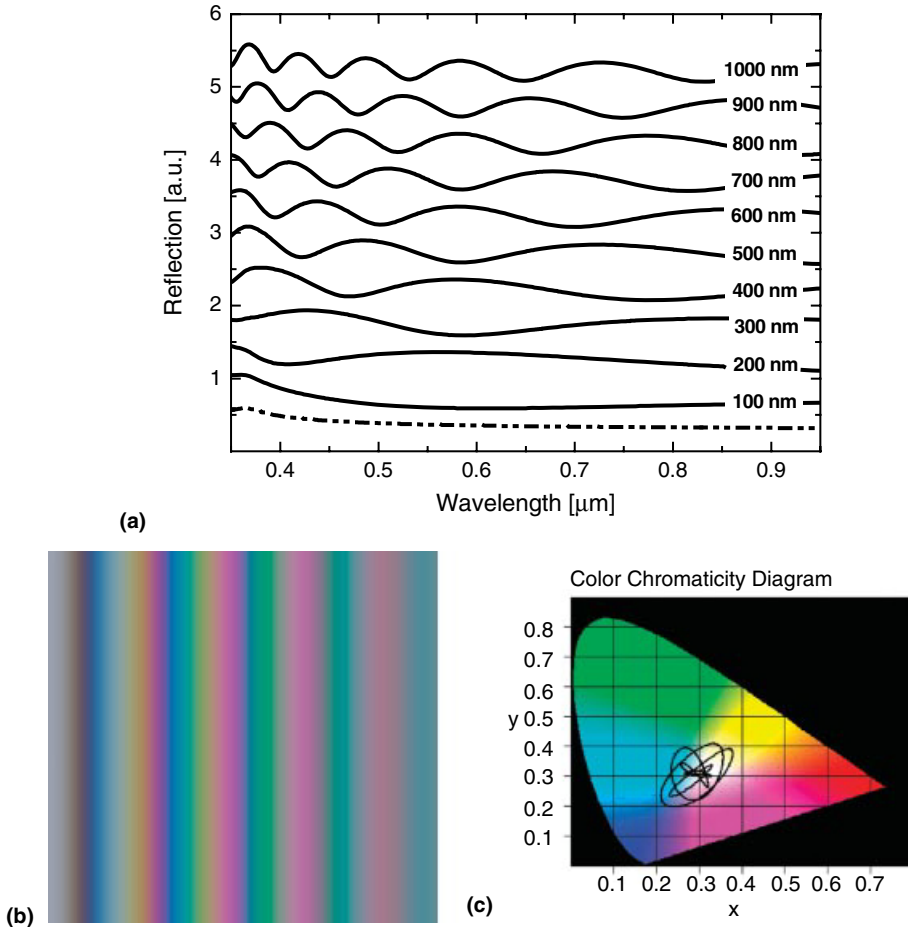 6
5
4
3
2
1
Reflection [a.u.]
1000 nm
900 nm
800 nm
700 nm
600 nm
500 nm
400 nm
300 nm
200 nm
100 nm
0.4 0.5 0.6 0.7 0.8 0.9
Wavelength [μm]
(a)
(b)
Color Chromaticity Diagram
0.8
0.7
0.6
y 0.5
0.4
0.3
0.2
0.1
0.1 0.2 0.3 0.4 0.5 0.6 0.7
x
(c)